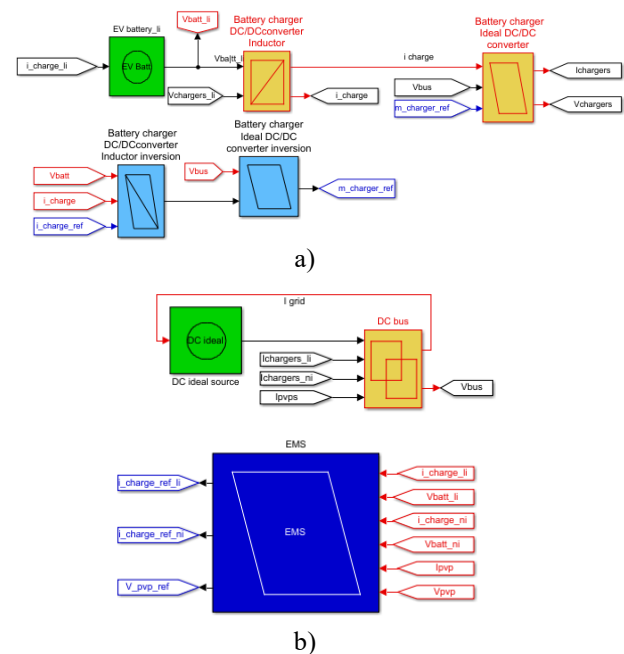 Vbatt_li
Battery charger
DC/DCconverter
Inductor
Battery charger
Ideal DC/DC
converter
EV battery_li
i_charge_li
EV Batt
i charge
Vchargers_li
i_charge
Vbus
m_charger_ref
Ichargers
Vchargers
Battery charger
DC/DCconverter
Inductor inversion
Battery charger
Ideal DC/DC
converter inversion
Vbatt
i_charge
i_charge_ref
Vbus
m_charger_ref
a)
I grid
DC bus
DC ideal
DC ideal source
Ichargers_li
Ichargers_ni
Ipvps
Vbus
EMS
i_charge_ref_li
i_charge_ref_ni
V_pvp_ref
EMS
i_charge_li
Vbatt_li
i_charge_ni
Vbatt_ni
Ipvp
Vpvp
b)